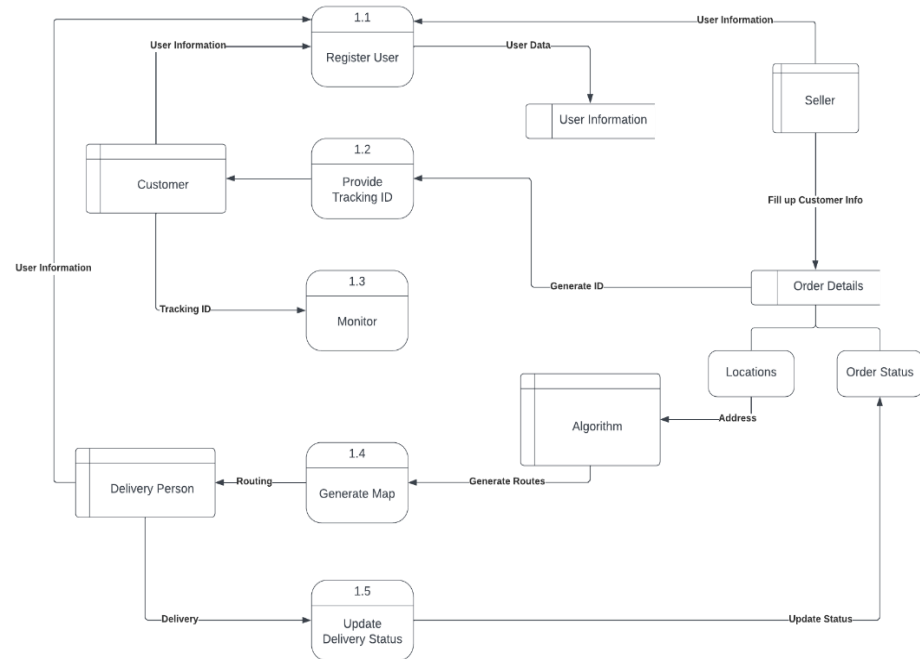 1.1
Register User
User Information
User Data
User Information
User Information
Seller
1.2
Provide
Tracking ID
Customer
Fill up Customer Info
User Information
1.3
Monitor
Tracking ID
Generate ID
Order Details
Locations
Order Status
Algorithm
Address
1.4
Generate Map
Delivery Person
Routing
Generate Routes
1.5
Update
Delivery Status
Delivery
Update Status